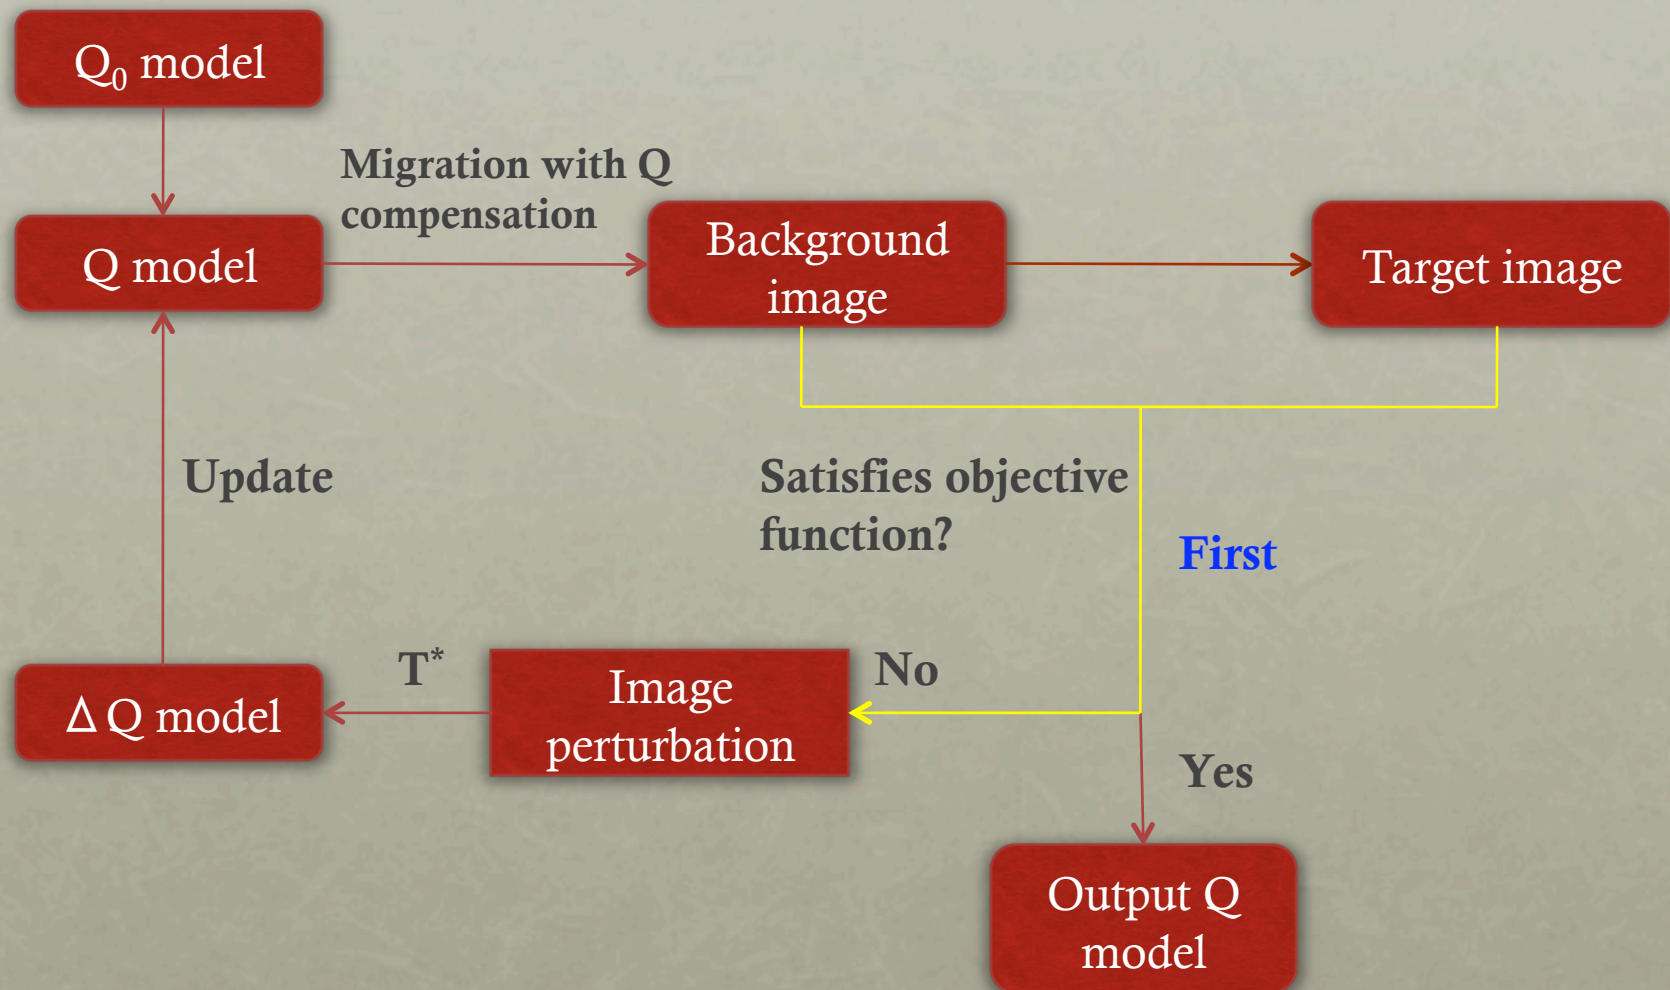 Q₀ model
Migration with Q
compensation
Q model
Background
image
Target image
Update
Satisfies objective
function?
First
Δ Q model
T*
Image
perturbation
No
Yes
Output Q
model